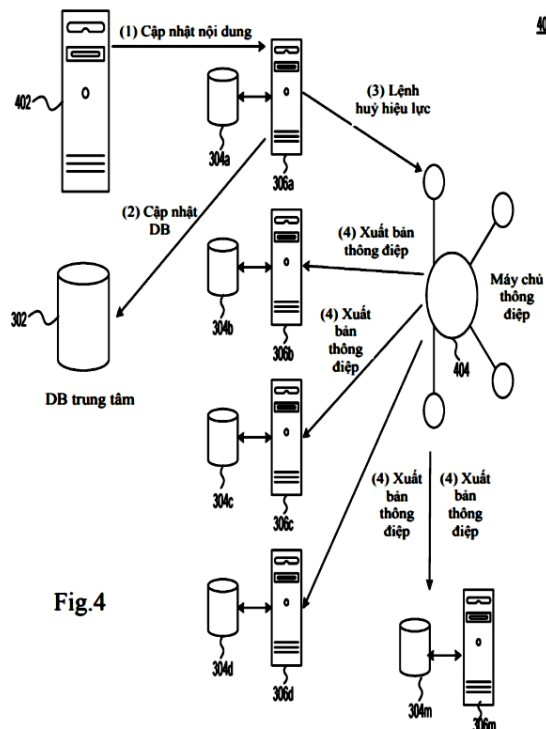 40
(1) Cập nhật nội dung
402
304a
306a
(3) Lệnh
huỷ hiệu lực
(2) Cập nhật
DB
302
DB trung tâm
304b
306b
(4) Xuất bản
thông điệp
Máy chủ
thông
điệp
404
(4) Xuất
bản
thông
điệp
304c
306c
(4) Xuất
bản
thông
điệp
(4) Xuất
bản
thông
điệp
Fig.4
304d
306d
304m
306m